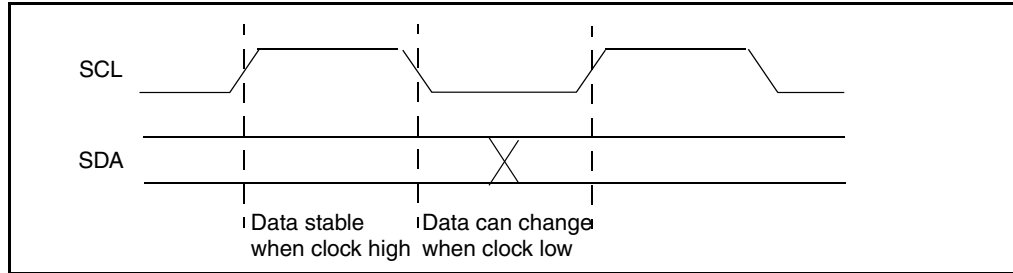 SCL
SDA
Data stable
when clock high
Data can change
when clock low